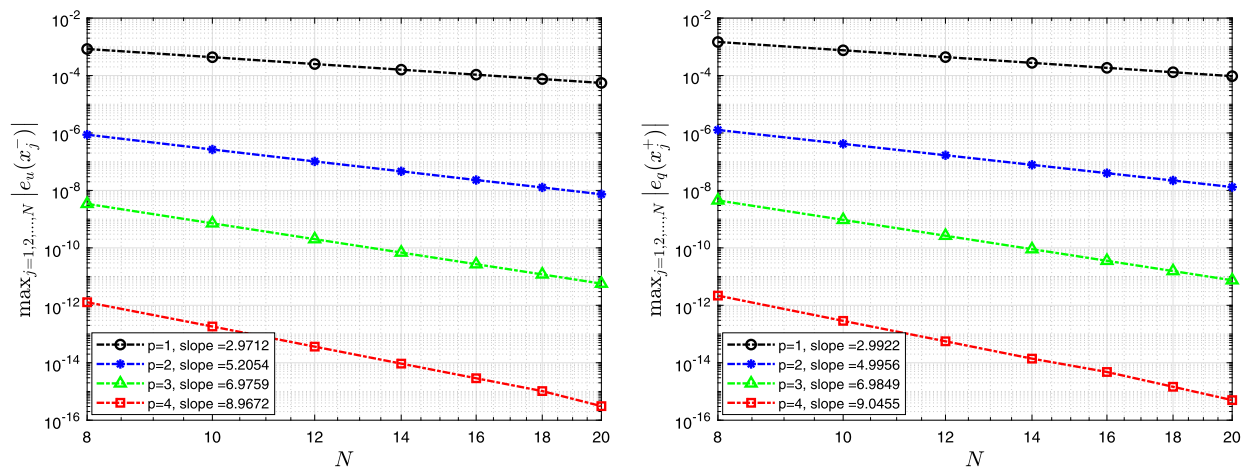 10^-2
10^-4
10^-6
10^-8
10^-10
10^-12
10^-14
10^-16
max_{j=1,2,...,N} |e_u(x_j^-)|
p=1, slope =2.9712
p=2, slope =5.2054
p=3, slope =6.9759
p=4, slope =8.9672
8 10 12 14 16 18 20
N
10^-2
10^-4
10^-6
10^-8
10^-10
10^-12
10^-14
10^-16
max_{j=1,2,...,N} |e_q(x_j^+)|
p=1, slope =2.9922
p=2, slope =4.9956
p=3, slope =6.9849
p=4, slope =9.0455
8 10 12 14 16 18 20
N